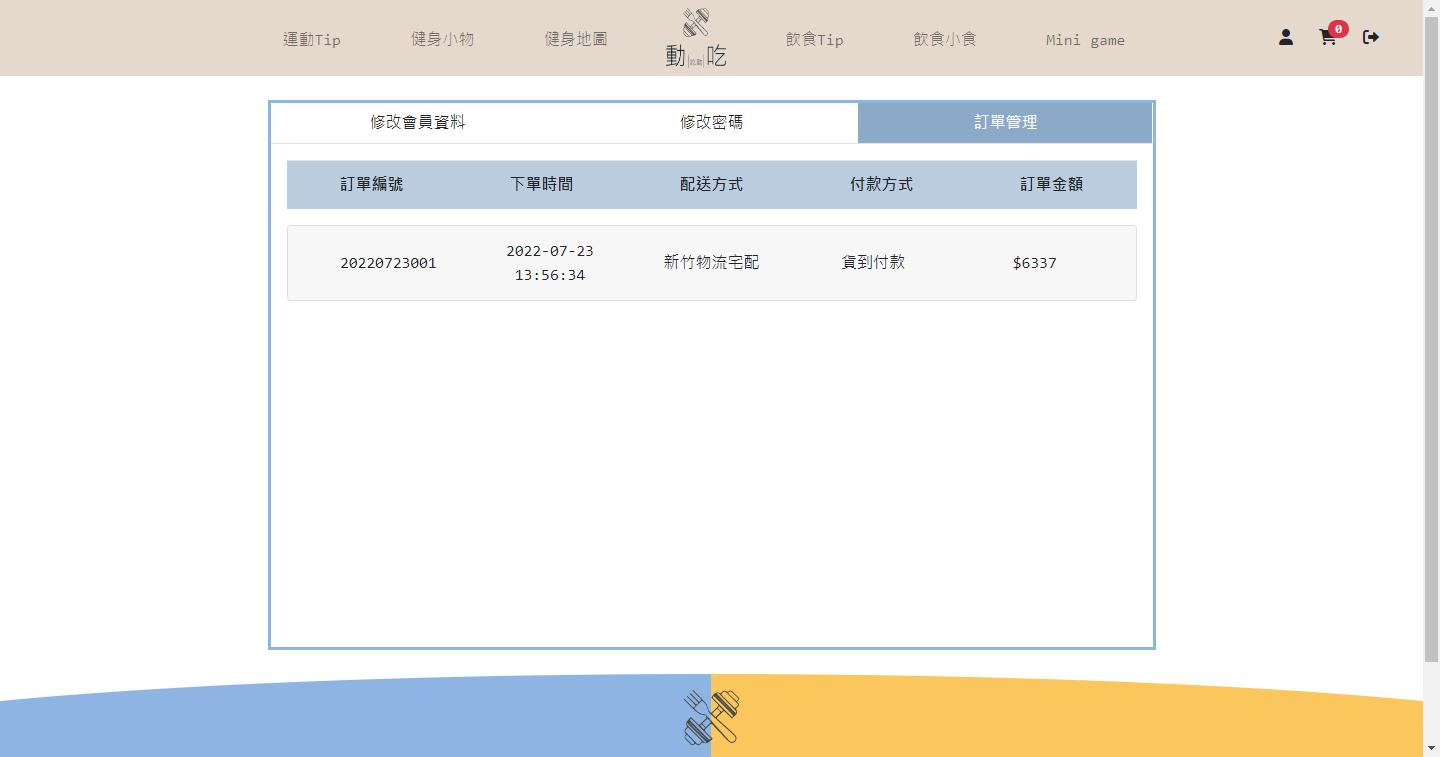 運動Tip
健身小物
健身地圖
動 吃
飲食Tip
飲食小食
Mini game
0
修改會員資料
修改密碼
訂單管理
訂單編號 下單時間 配送方式 付款方式 訂單金額
20220723001 2022-07-23 13:56:34 新竹物流宅配 貨到付款 $6337